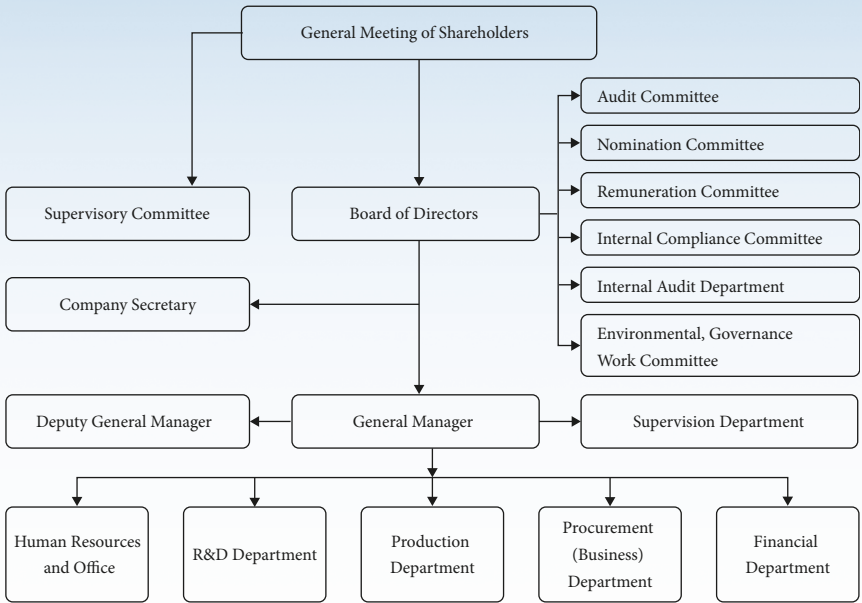 General Meeting of Shareholders
Audit Committee
Nomination Committee
Remuneration Committee
Supervisory Committee
Board of Directors
Internal Compliance Committee
Internal Audit Department
Company Secretary
Environmental, Governance
Work Committee
Deputy General Manager
General Manager
Supervision Department
Human Resources
and Office
R&D Department
Production
Department
Procurement
(Business)
Department
Financial
Department